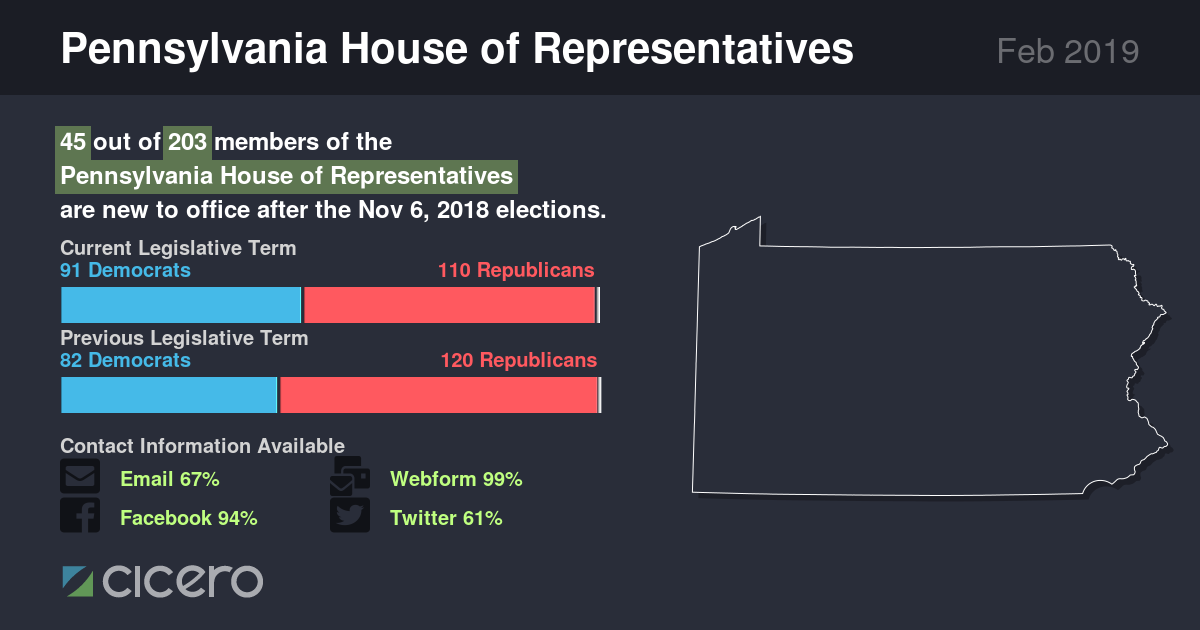 Pennsylvania House of Representatives
Feb 2019
45 out of 203 members of the
Pennsylvania House of Representatives
are new to office after the Nov 6, 2018 elections.
Current Legislative Term
91 Democrats 110 Republicans
Previous Legislative Term
82 Democrats 120 Republicans
Contact Information Available
Email 67% Webform 99%
Facebook 94% Twitter 61%
cicero